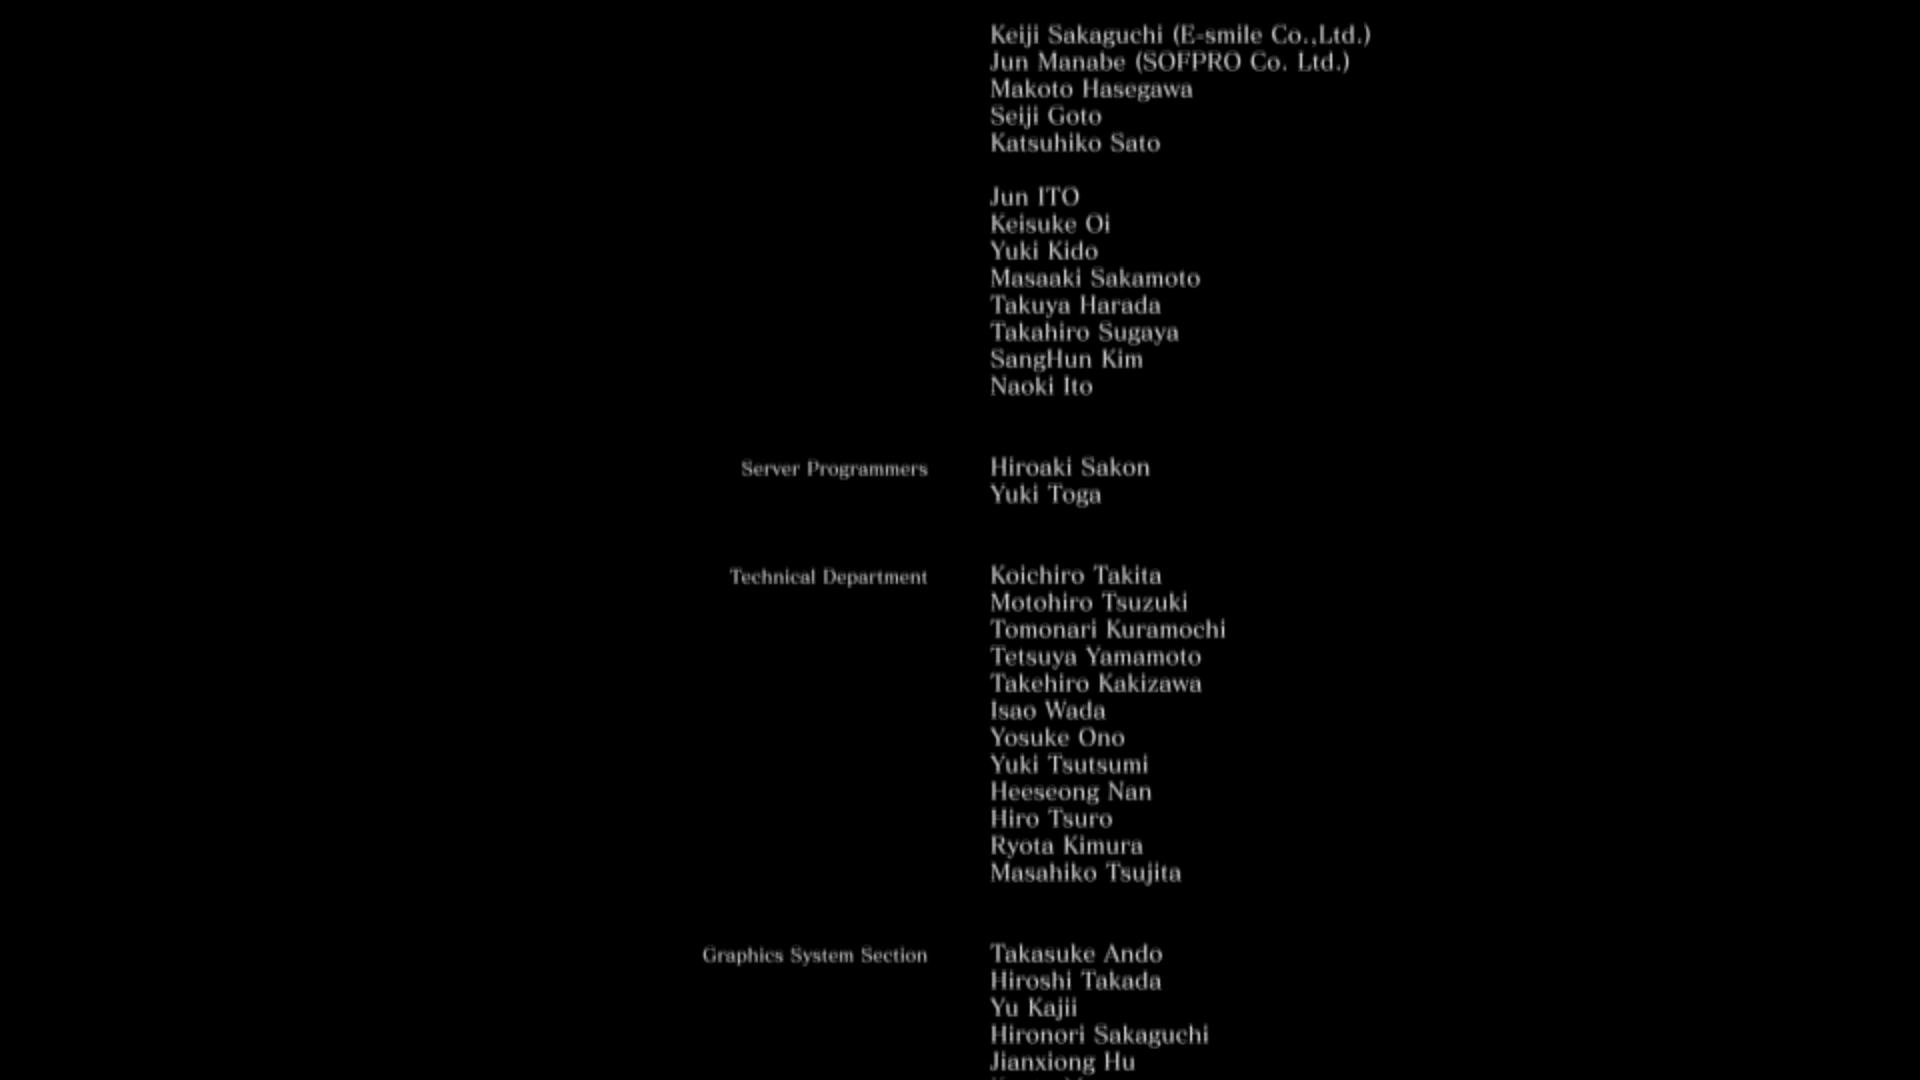 Keiji Sakaguchi (E-smile Co.,Ltd.)
Jun Manabe (SOFPRO Co. Ltd.)
Makoto Hasegawa
Seiji Goto
Katsuhiko Sato
Jun ITO
Keisuke Oi
Yuki Kido
Masaaki Sakamoto
Takuya Harada
Takahiro Sugaya
SangHun Kim
Naoki Ito
Server Programmers Hiroaki Sakon
Yuki Toga
Technical Department Koichiro Takita
Motohiro Tsuzuki
Tomonari Kuramochi
Tetsuya Yamamoto
Takehiro Kakizawa
Isao Wada
Yosuke Ono
Yuki Tsutsumi
Heeseong Nan
Hiro Tsuro
Ryota Kimura
Masahiko Tsujita
Graphics System Section Takasuke Ando
Hiroshi Takada
Yu Kajii
Hironori Sakaguchi
Jianxiong Hu